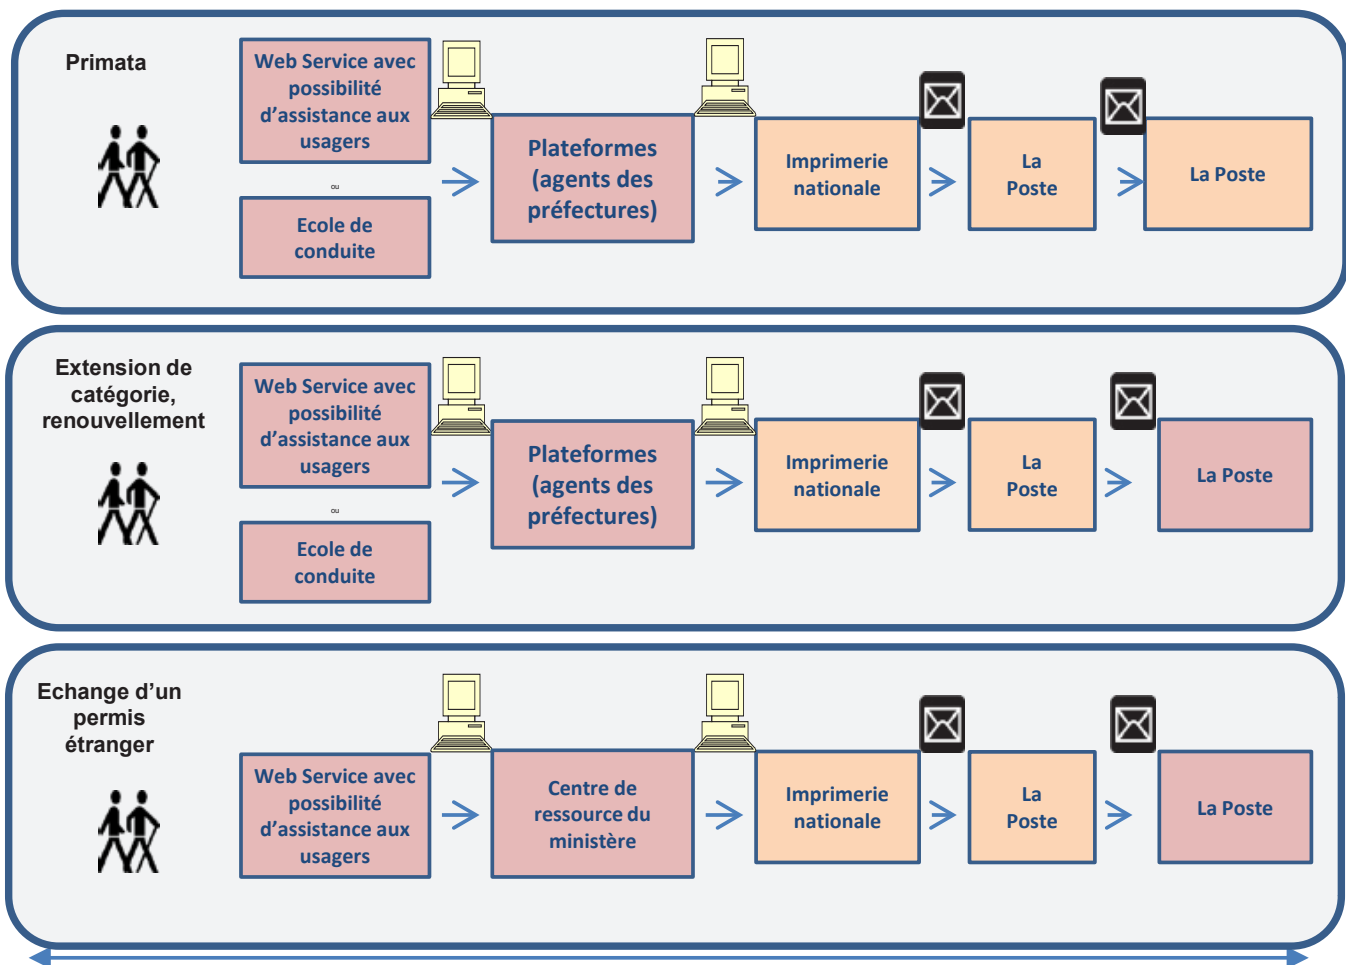 Primata
Web Service avec
possibilité
d'assistance aux
usagers
ou
Ecole de
conduite
Plateformes
(agents des
préfectures)
Imprimerie
nationale
La
Poste
La Poste
Extension de
catégorie,
renouvellement
Web Service avec
possibilité
d'assistance aux
usagers
ou
Ecole de
conduite
Plateformes
(agents des
préfectures)
Imprimerie
nationale
La
Poste
La Poste
Echange d'un
permis
étranger
Web Service avec
possibilité
d'assistance aux
usagers
Centre de
ressource du
ministère
Imprimerie
nationale
La
Poste
La Poste